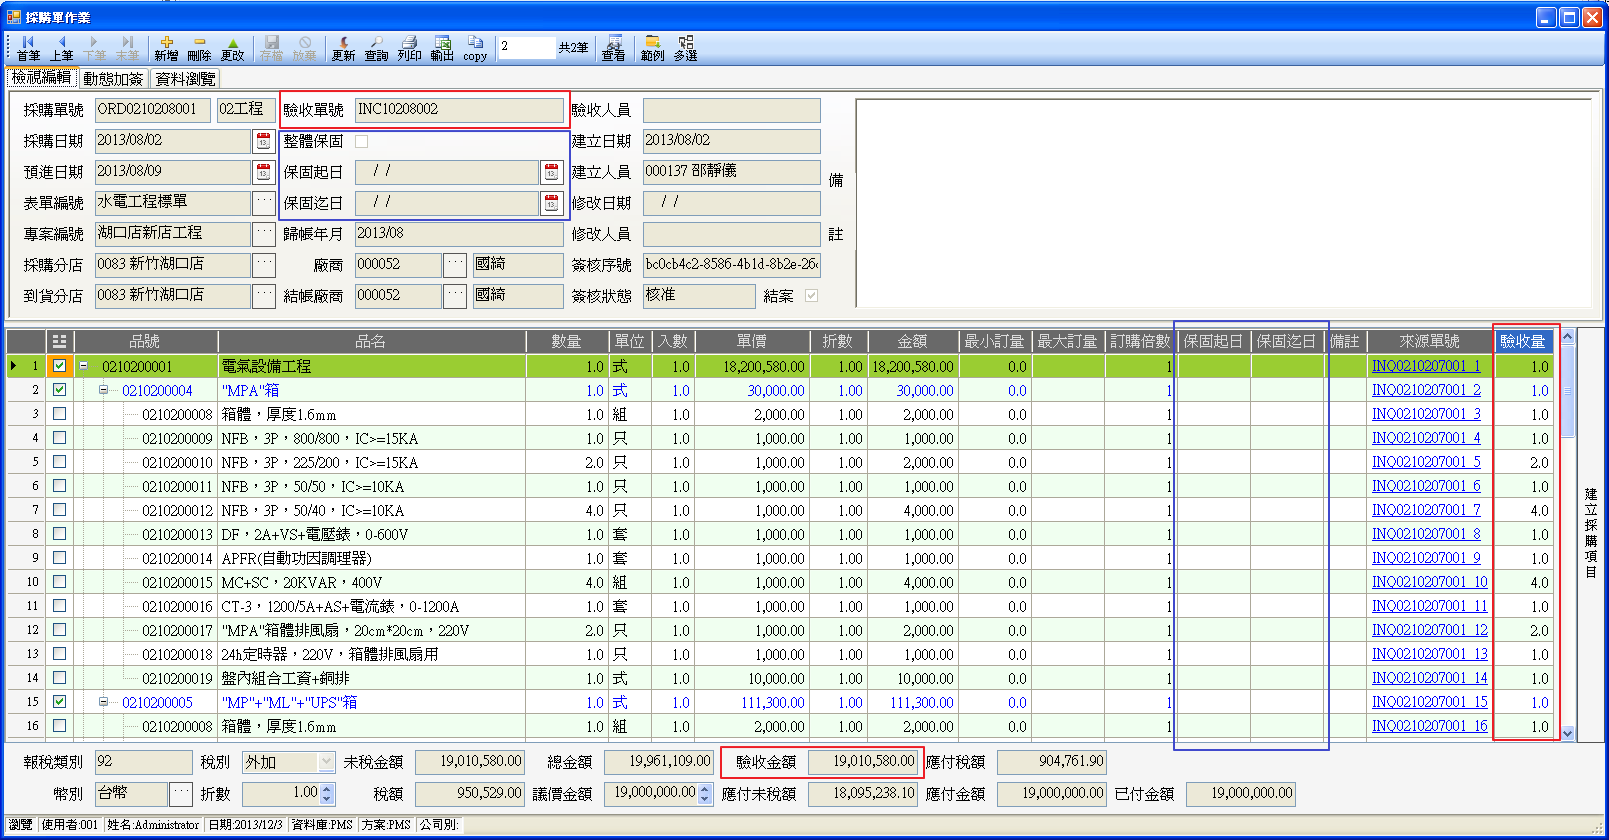 採購單作業
首筆 上筆 下筆 末筆 新增 刪除 更改 存檔 放棄 更新 查詢 列印 輸出 copy 2 共2筆 查看 範例 多選
檢視編輯 動態加簽 資料瀏覽
採購單號 ORD0210208001 02工程 驗收單號 INC10208002 驗收人員
採購日期 2013/08/02 整體保固 建立日期 2013/08/02
預進日期 2013/08/09 保固起日 / / 建立人員 000137 邵靜儀 備
表單編號 水電工程標單 保固迄日 / / 修改日期 / /
專案編號 湖口店新店工程 歸帳年月 2013/08 修改人員 註
採購分店 0083 新竹湖口店 廠商 000052 國綺 簽核序號 bc0cb4c2-8586-4b1d-8b2e-26
到貨分店 0083 新竹湖口店 結帳廠商 000052 國綺 簽核狀態 核准 結案
品號 品名 數量 單位 入數 單價 折數 金額 最小訂量 最大訂量 訂購倍數 保固起日 保固迄日 備註 來源單號 驗收量
1 0210200001 電氣設備工程 1.0 式 1.0 18,200,580.00 1.00 18,200,580.00 0.0 1 INQ0210207001_1 1.0
2 0210200004 "MPA"箱 1.0 式 1.0 30,000.00 1.00 30,000.00 0.0 1 INQ0210207001_2 1.0
3 0210200008 箱體，厚度1.6mm 1.0 組 1.0 2,000.00 1.00 2,000.00 0.0 1 INQ0210207001_3 1.0
4 0210200009 NFB，3P，800/800，IC>=15KA 1.0 只 1.0 1,000.00 1.00 1,000.00 0.0 1 INQ0210207001_4 1.0
5 0210200010 NFB，3P，225/200，IC>=15KA 2.0 只 1.0 1,000.00 1.00 2,000.00 0.0 1 INQ0210207001_5 2.0
6 0210200011 NFB，3P，50/50，IC>=10KA 1.0 只 1.0 1,000.00 1.00 1,000.00 0.0 1 INQ0210207001_6 1.0
7 0210200012 NFB，3P，50/40，IC>=10KA 4.0 只 1.0 1,000.00 1.00 4,000.00 0.0 1 INQ0210207001_7 4.0
8 0210200013 DF，2A+VS+電壓錶，0-600V 1.0 套 1.0 1,000.00 1.00 1,000.00 0.0 1 INQ0210207001_8 1.0
9 0210200014 APFR(自動功因調理器) 1.0 套 1.0 1,000.00 1.00 1,000.00 0.0 1 INQ0210207001_9 1.0
10 0210200015 MC+SC，20KVAR，400V 4.0 組 1.0 1,000.00 1.00 4,000.00 0.0 1 INQ0210207001_10 4.0
11 0210200016 CT-3，1200/5A+AS+電流錶，0-1200A 1.0 套 1.0 1,000.00 1.00 1,000.00 0.0 1 INQ0210207001_11 1.0
12 0210200017 "MPA"箱體排風扇，20cm*20cm，220V 2.0 只 1.0 1,000.00 1.00 2,000.00 0.0 1 INQ0210207001_12 2.0
13 0210200018 24h定時器，220V，箱體排風扇用 1.0 只 1.0 1,000.00 1.00 1,000.00 0.0 1 INQ0210207001_13 1.0
14 0210200019 盤內組合工資+銅排 1.0 式 1.0 10,000.00 1.00 10,000.00 0.0 1 INQ0210207001_14 1.0
15 0210200005 "MP"+"ML"+"UPS"箱 1.0 式 1.0 111,300.00 1.00 111,300.00 0.0 1 INQ0210207001_15 1.0
16 0210200008 箱體，厚度1.6mm 1.0 組 1.0 2,000.00 1.00 2,000.00 0.0 1 INQ0210207001_16 1.0
建立採購項目
報稅類別 92 稅別 外加 未稅金額 19,010,580.00 總金額 19,961,109.00 驗收金額 19,010,580.00 應付稅額 904,761.90
幣別 台幣 折數 1.00 稅額 950,529.00 議價金額 19,000,000.00 應付未稅額 18,095,238.10 應付金額 19,000,000.00 已付金額 19,000,000.00
瀏覽 使用者:001 姓名:Administrator 日期:2013/12/3 資料庫:PMS 方案:PMS 公司別: